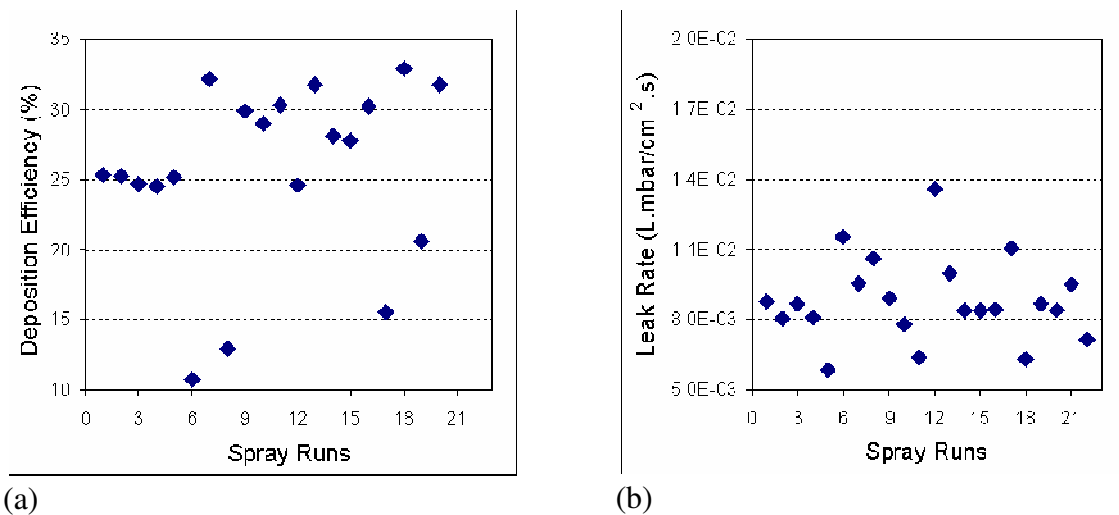 35
30
25
20
15
10
Deposition Efficiency (%)
0 3 6 9 12 15 18 21
Spray Runs
(a)
2.0E-02
1.7E-02
1.4E-02
1.1E-02
8.0E-03
5.0E-03
Leak Rate (L.mbar/cm².s)
0 3 6 9 12 15 18 21
Spray Runs
(b)